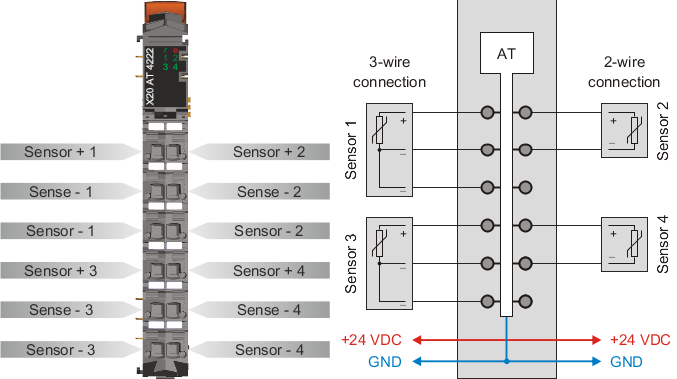 X20 AT 4222
r e
1 2
3 4
Sensor + 1
Sensor + 2
Sense - 1
Sense - 2
Sensor - 1
Sensor - 2
Sensor + 3
Sensor + 4
Sense - 3
Sense - 4
Sensor - 3
Sensor - 4
AT
3-wire
connection
2-wire
connection
Sensor 1
+
–
–
Sensor 2
+
–
Sensor 3
+
–
–
Sensor 4
+
–
+24 VDC
+24 VDC
GND
GND